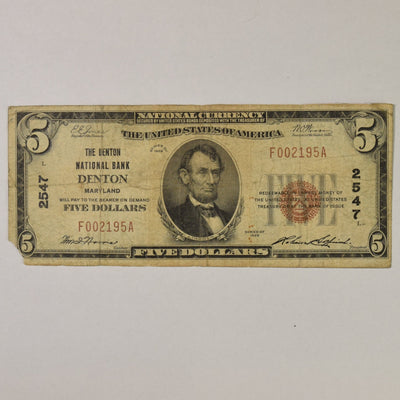 NATIONAL CURRENCY
SECURED BY UNITED STATES BONDS DEPOSITED WITH THE TREASURER OF
THE UNITED STATES OF AMERICA
5
5
THE DENTON
NATIONAL BANK
DENTON
MARYLAND
WILL PAY TO THE BEARER ON DEMAND
FIVE DOLLARS
L
2547
F002195A
F002195A
FIVE
REDEEMABLE IN LAWFUL MONEY OF
THE UNITED STATES AT UNITED STATES
TREASURY OR AT THE BANK OF ISSUE
2547
L
SERIES OF
1929
5
FIVE DOLLARS
5